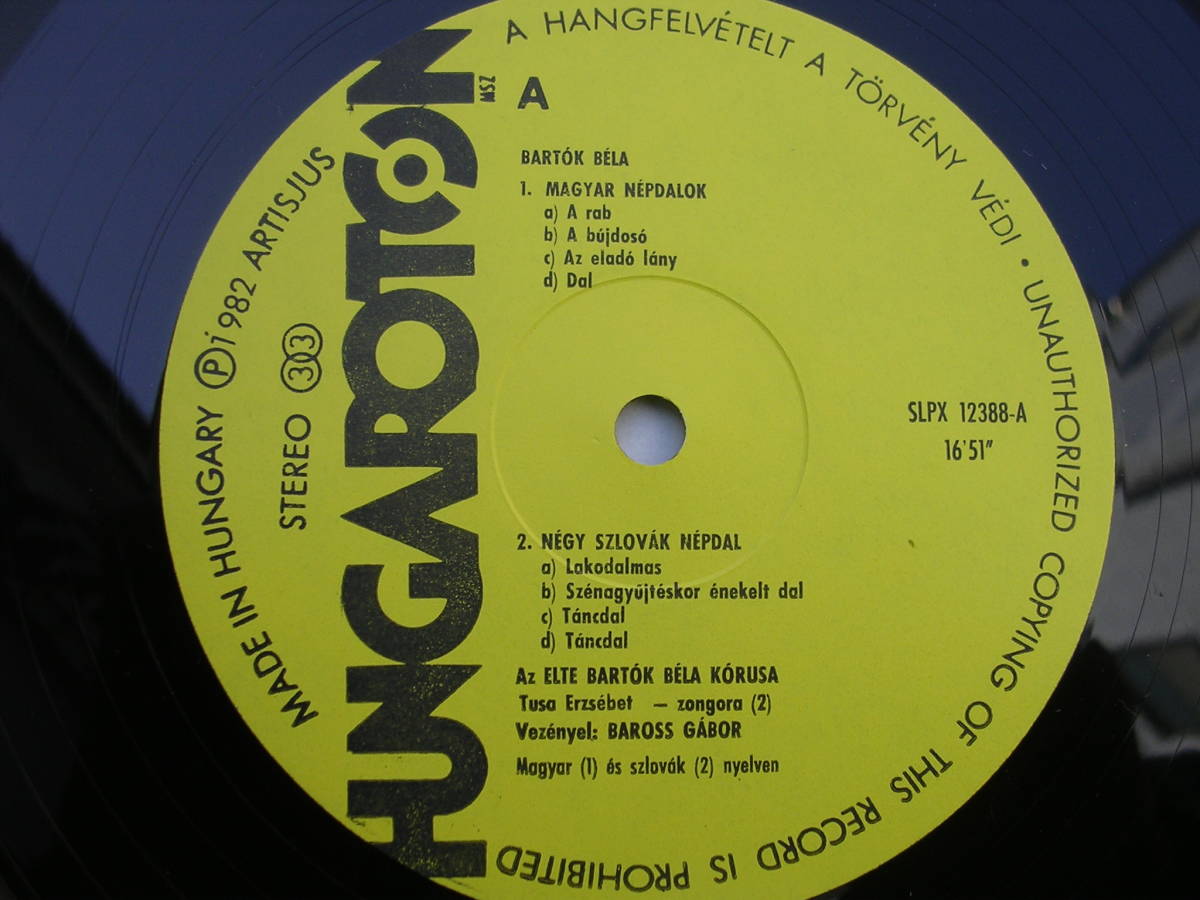 A HANGFELVÉTELT A TÖRVÉNY VÉDI • UNAUTHORIZED COPYING OF THIS RECORD IS PROHIBITED
MADE IN HUNGARY Ⓟ 1982 ARTISJUS
STEREO 33
HUNGAROTON
MSZ
A
BARTÓK BÉLA
1. MAGYAR NÉPDALOK
a) A rab
b) A bújdosó
c) Az eladó lány
d) Dal
SLPX 12388-A
16'51"
2. NÉGY SZLOVÁK NÉPDAL
a) Lakodalmas
b) Szénagyűjtéskor énekelt dal
c) Táncdal
d) Táncdal
Az ELTE BARTÓK BÉLA KÓRUSA
Tusa Erzsébet – zongora (2)
Vezényel: BAROSS GÁBOR
Magyar (1) és szlovák (2) nyelven